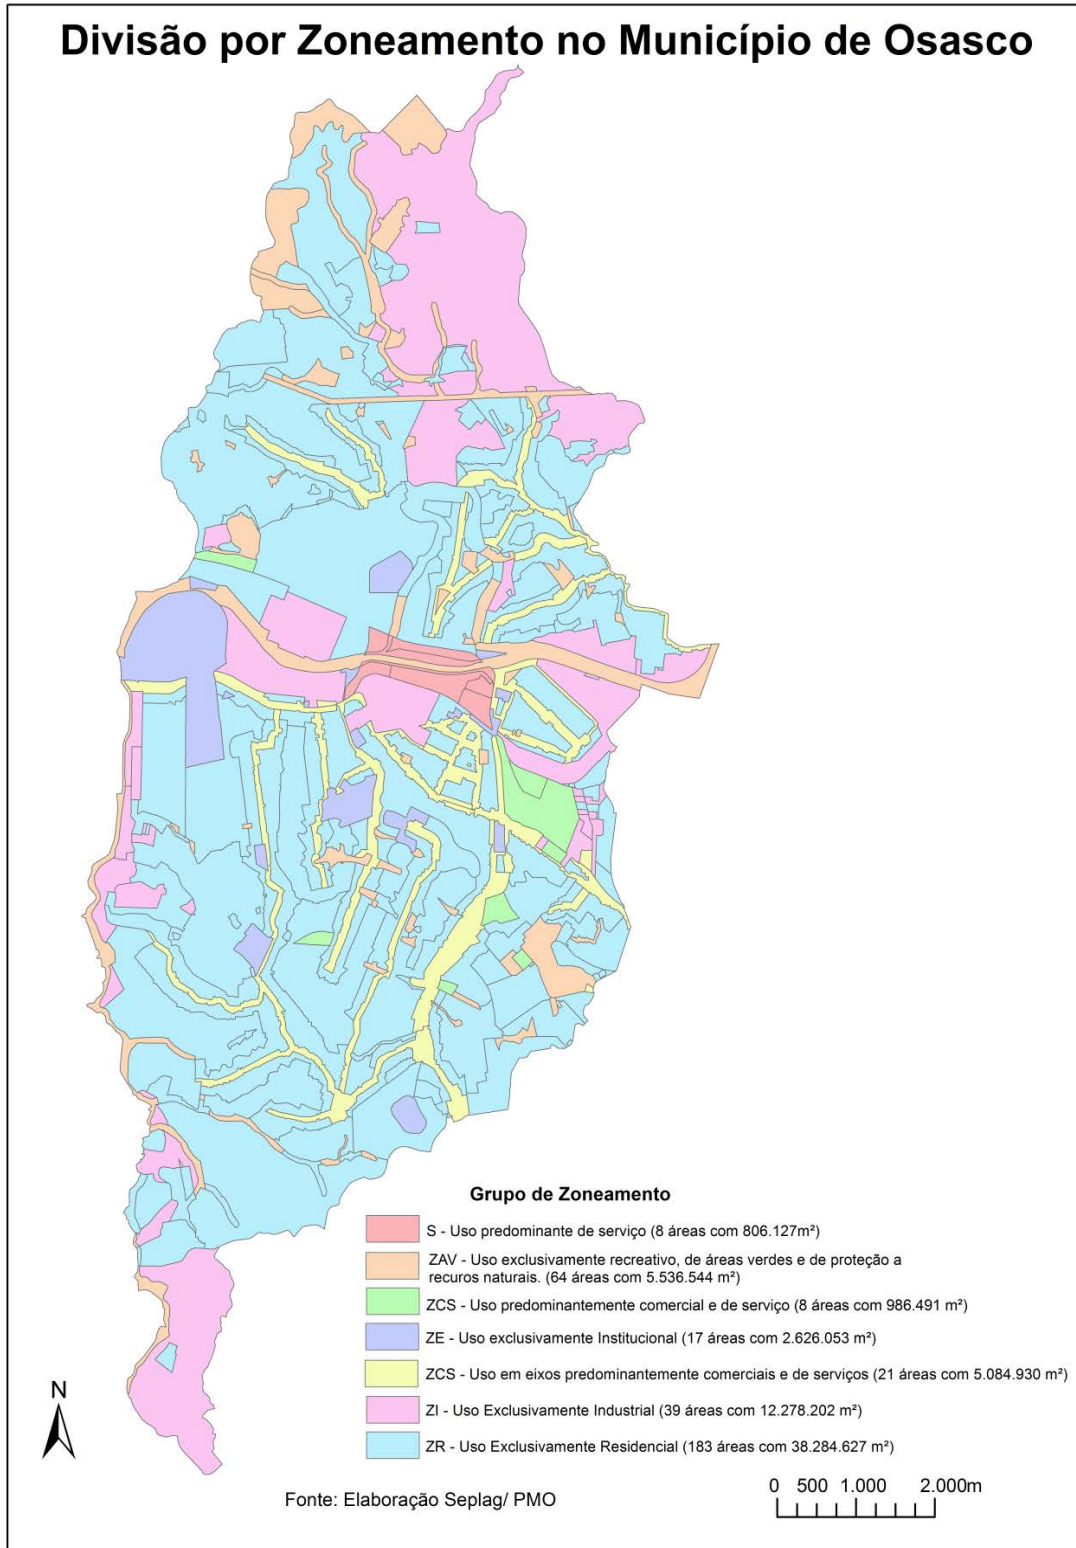 Divisão por Zoneamento no Município de Osasco
Grupo de Zoneamento
S - Uso predominante de serviço (8 áreas com 806.127m²)
ZAV - Uso exclusivamente recreativo, de áreas verdes e de proteção a
recuros naturais. (64 áreas com 5.536.544 m²)
ZCS - Uso predominantemente comercial e de serviço (8 áreas com 986.491 m²)
ZE - Uso exclusivamente Institucional (17 áreas com 2.626.053 m²)
ZCS - Uso em eixos predominantemente comerciais e de serviços (21 áreas com 5.084.930 m²)
ZI - Uso Exclusivamente Industrial (39 áreas com 12.278.202 m²)
ZR - Uso Exclusivamente Residencial (183 áreas com 38.284.627 m²)
N
Fonte: Elaboração Seplag/ PMO
0 500 1.000 2.000m